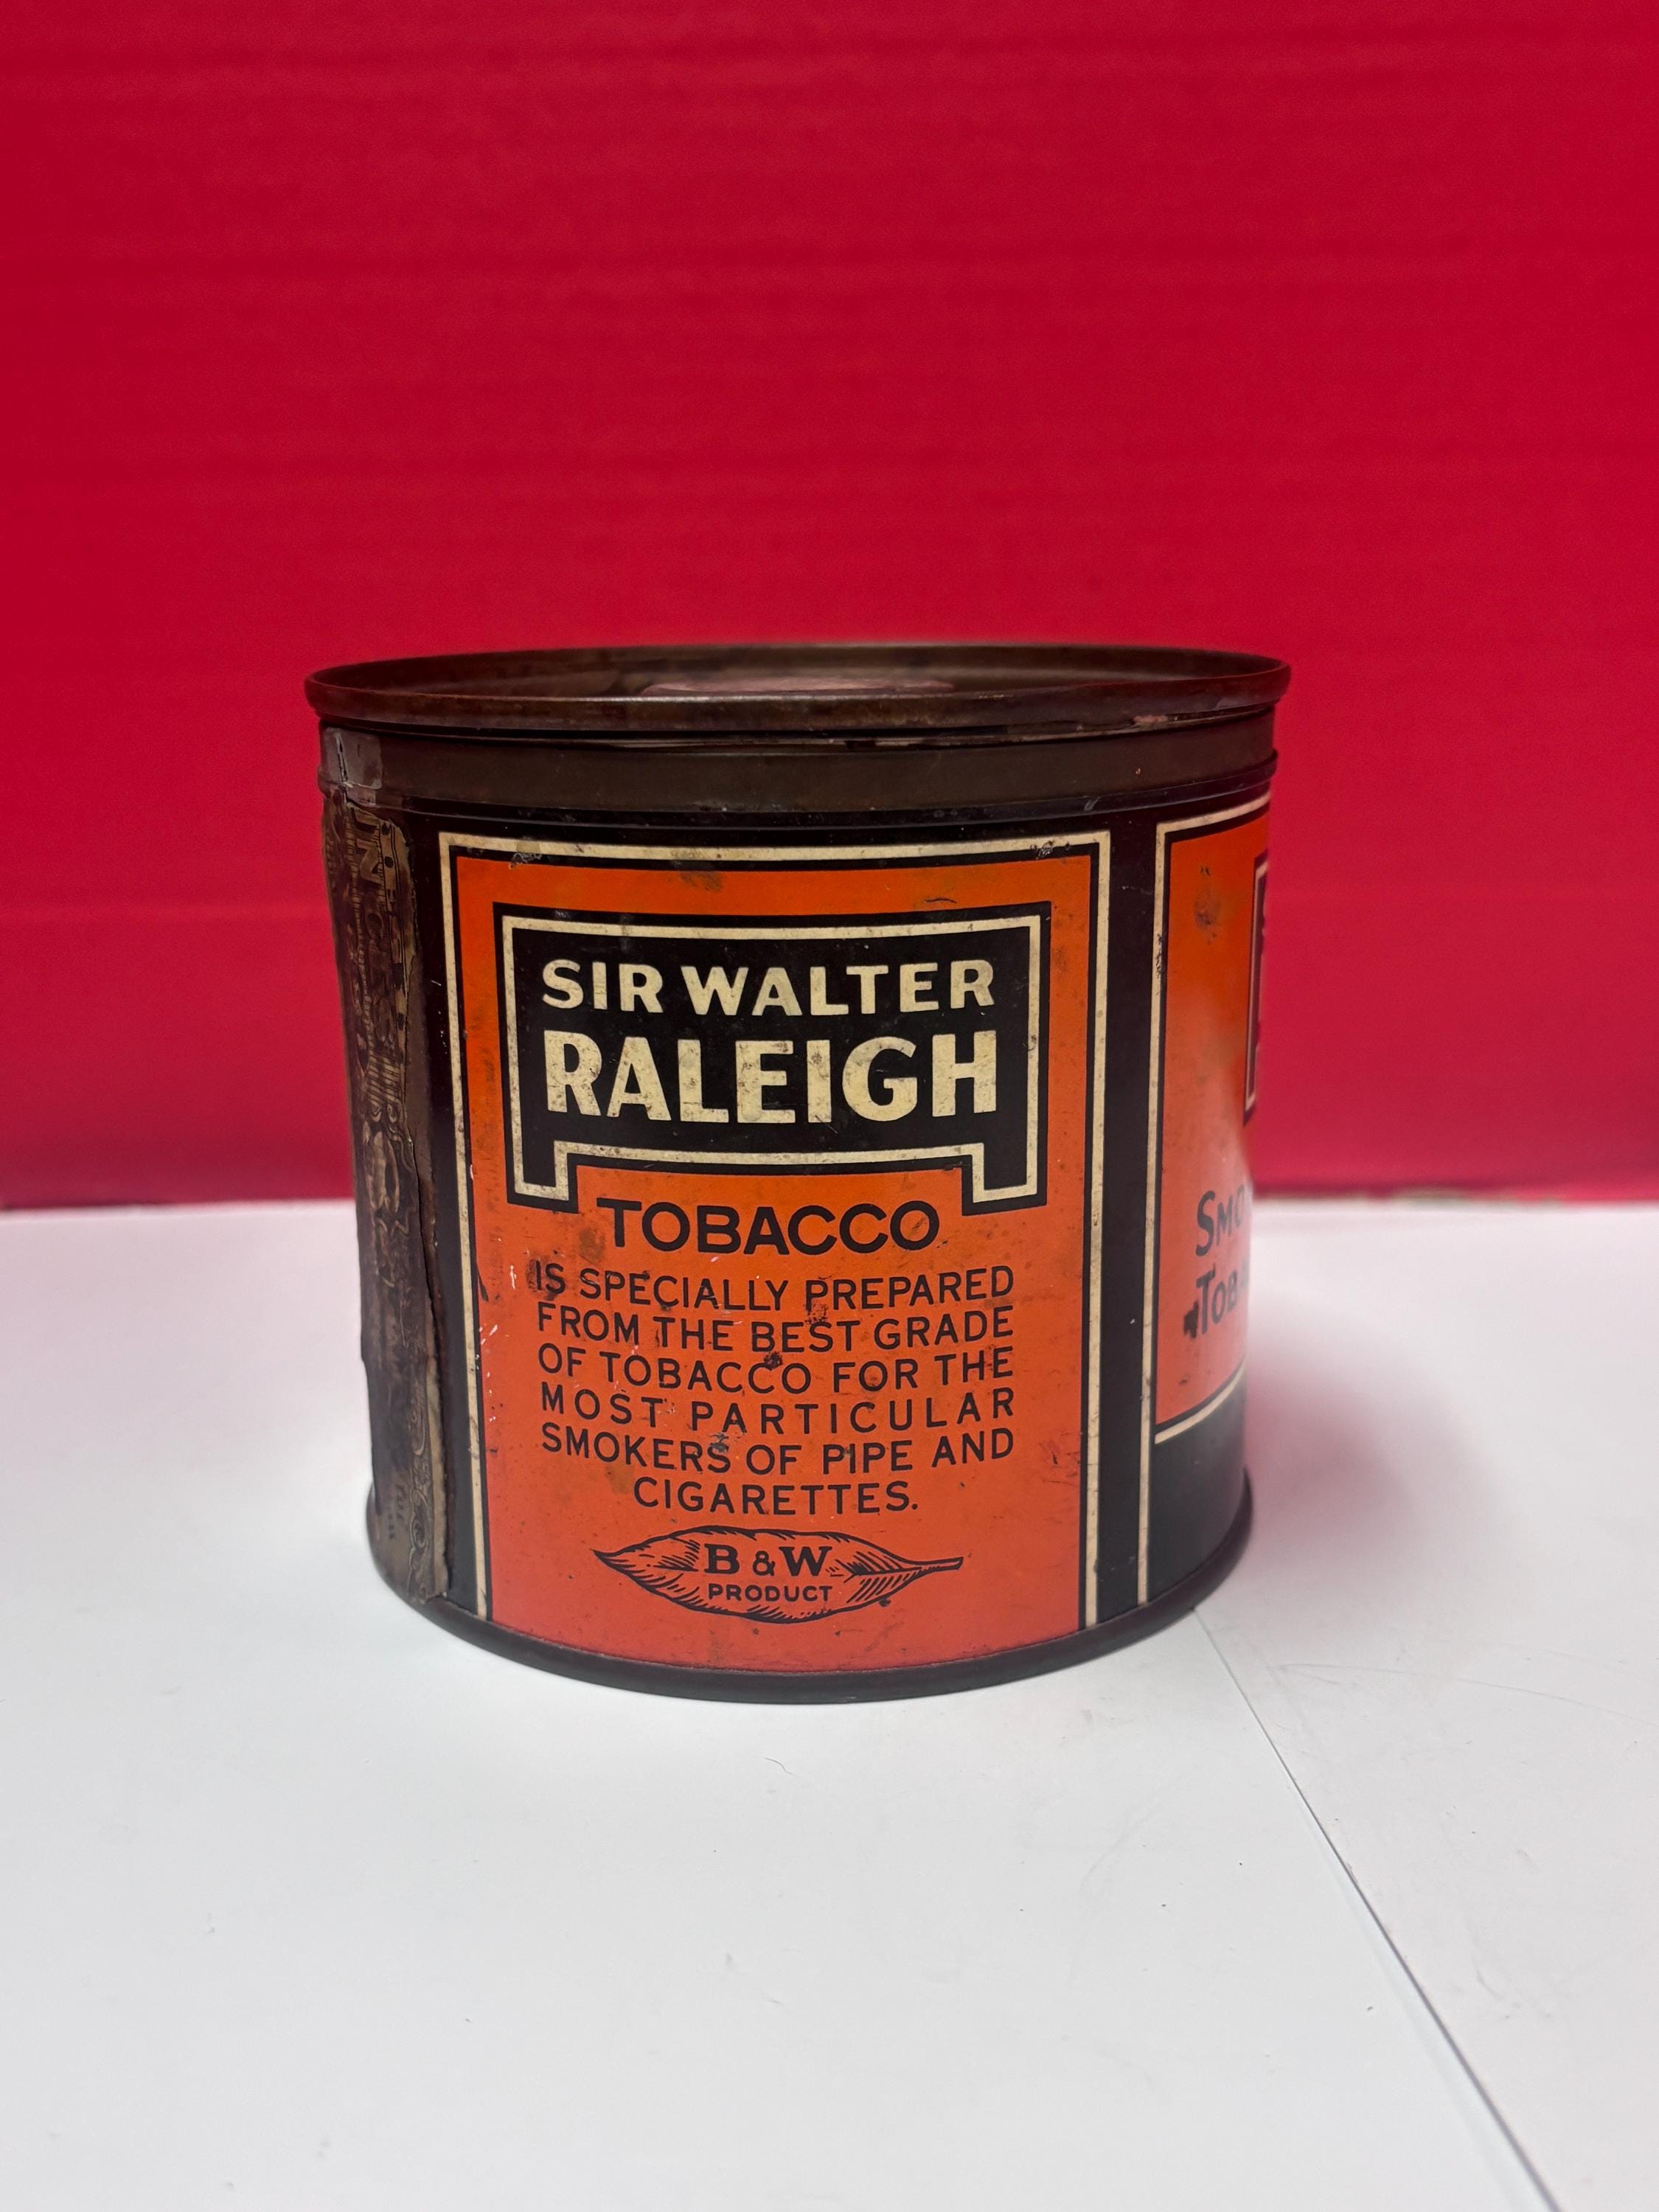 SIR WALTER
RALEIGH
TOBACCO
IS SPECIALLY PREPARED
FROM THE BEST GRADE
OF TOBACCO FOR THE
MOST PARTICULAR
SMOKERS OF PIPE AND
CIGARETTES.
B & W
PRODUCT